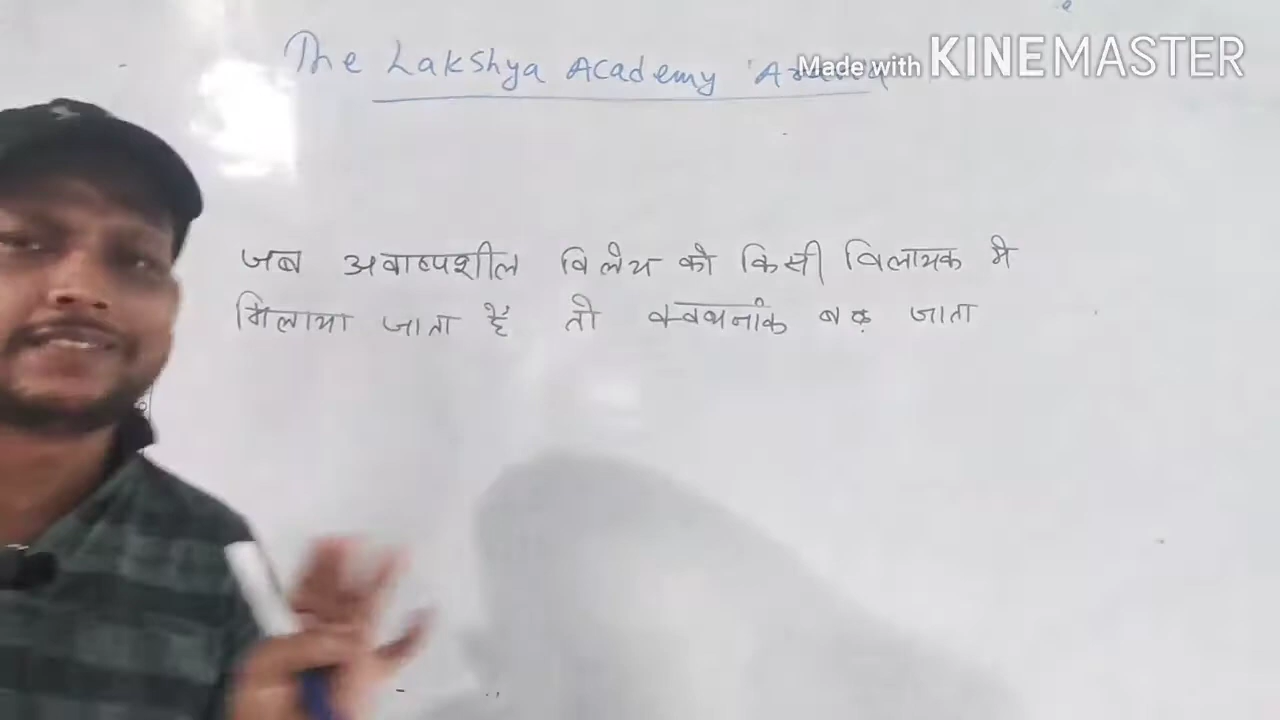 The Lakshya Academy
Made with KINEMASTER
जब अवाष्पशील विलेय को किसी विलायक मे
मिलाया जाता है तो क्वथनांक बढ़ जाता